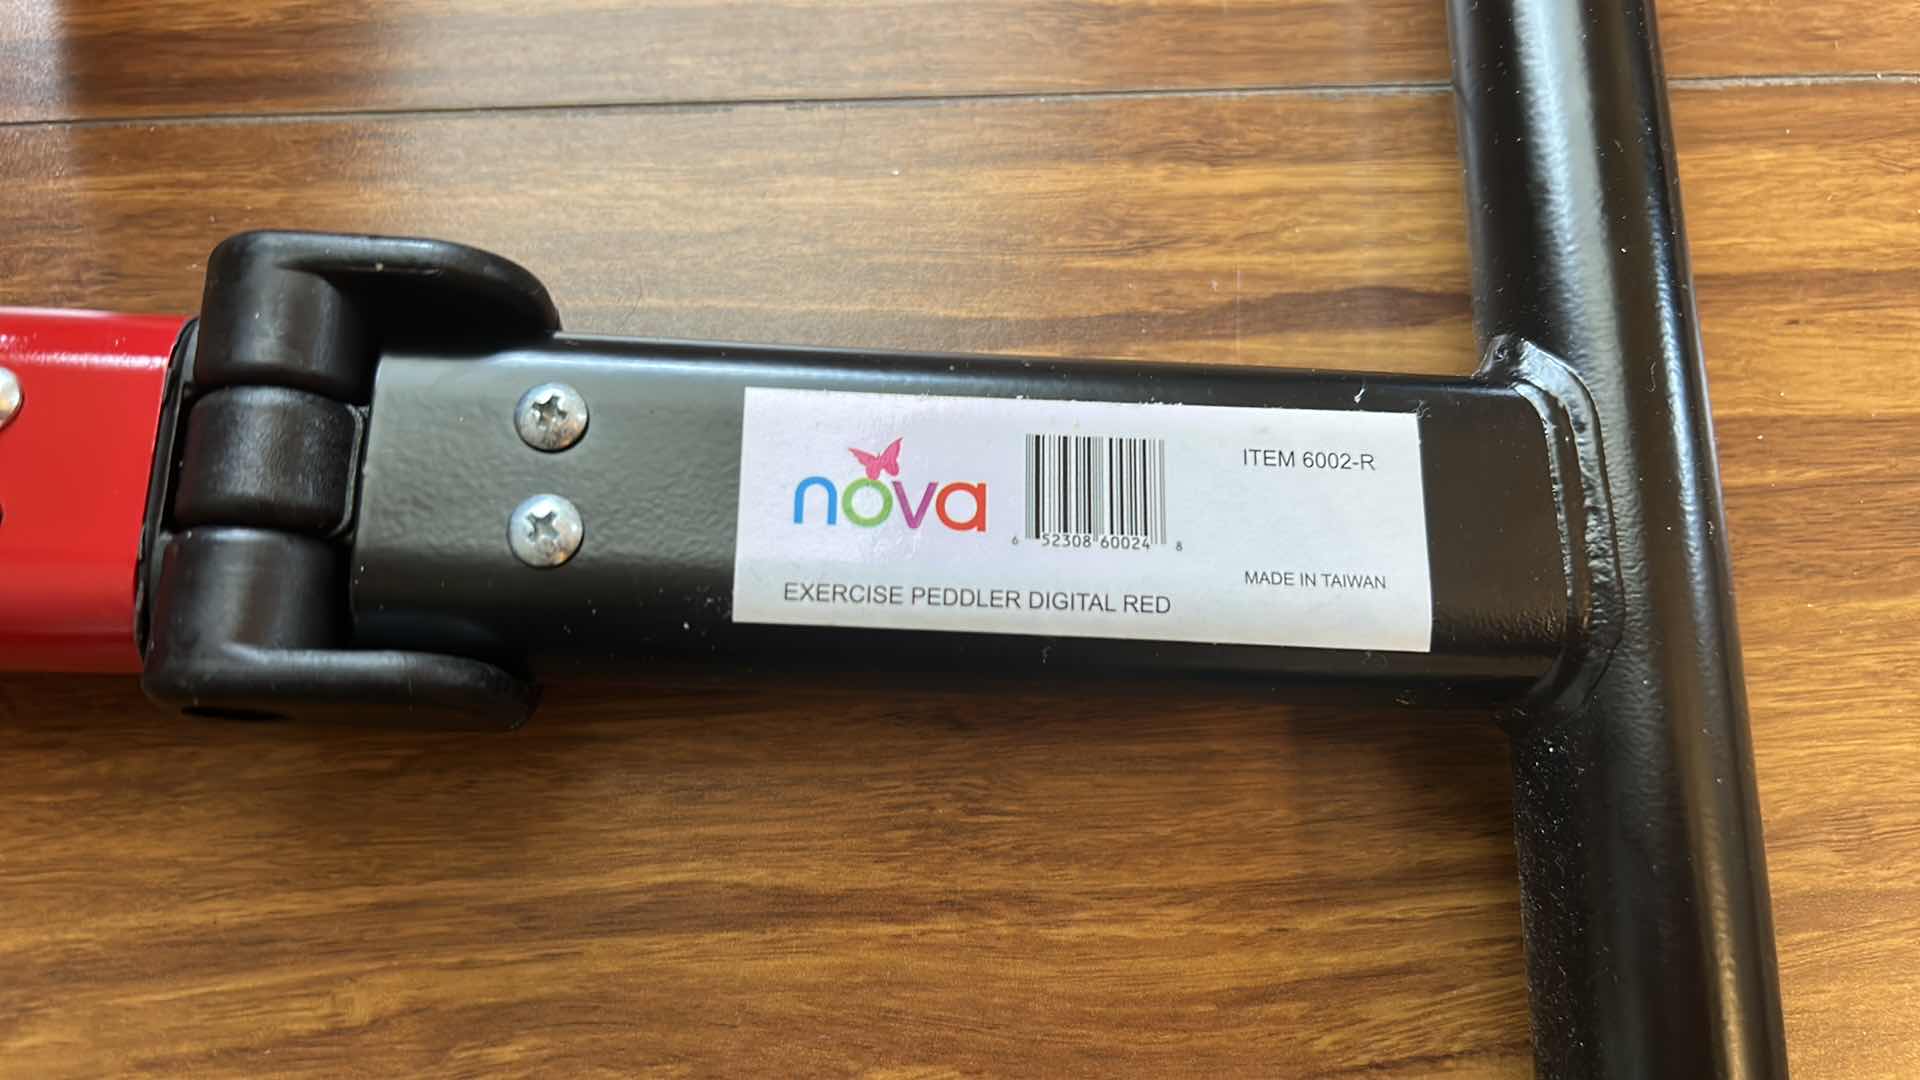 nova
6 52308 60024 8
ITEM 6002-R
EXERCISE PEDDLER DIGITAL RED
MADE IN TAIWAN